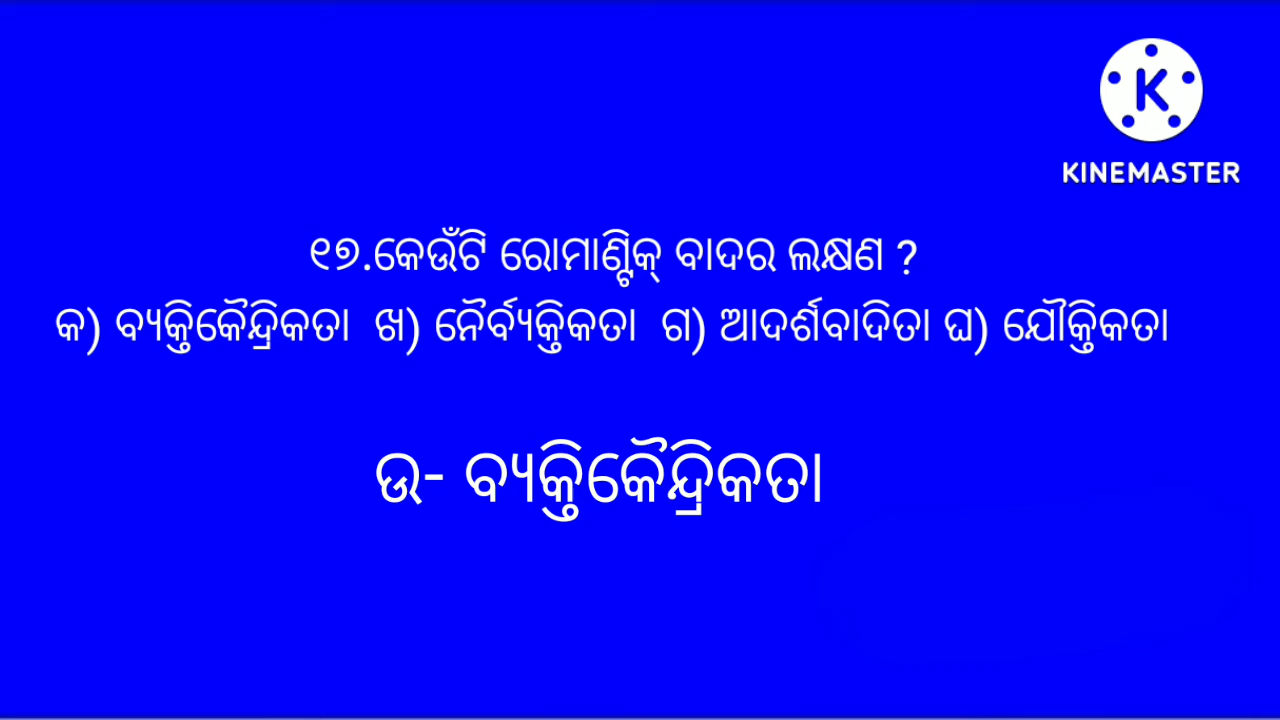 KINEMASTER
୧୭.କେଉଁଟି ରୋମାଣ୍ଟିକ୍ ବାଦର ଲକ୍ଷଣ ?
କ) ବ୍ୟକ୍ତିକୈନ୍ଦ୍ରିକତା ଖ) ନୈର୍ବ୍ୟକ୍ତିକତା ଗ) ଆଦର୍ଶବାଦିତା ଘ) ଯୌକ୍ତିକତା
ଉ- ବ୍ୟକ୍ତିକୈନ୍ଦ୍ରିକତା